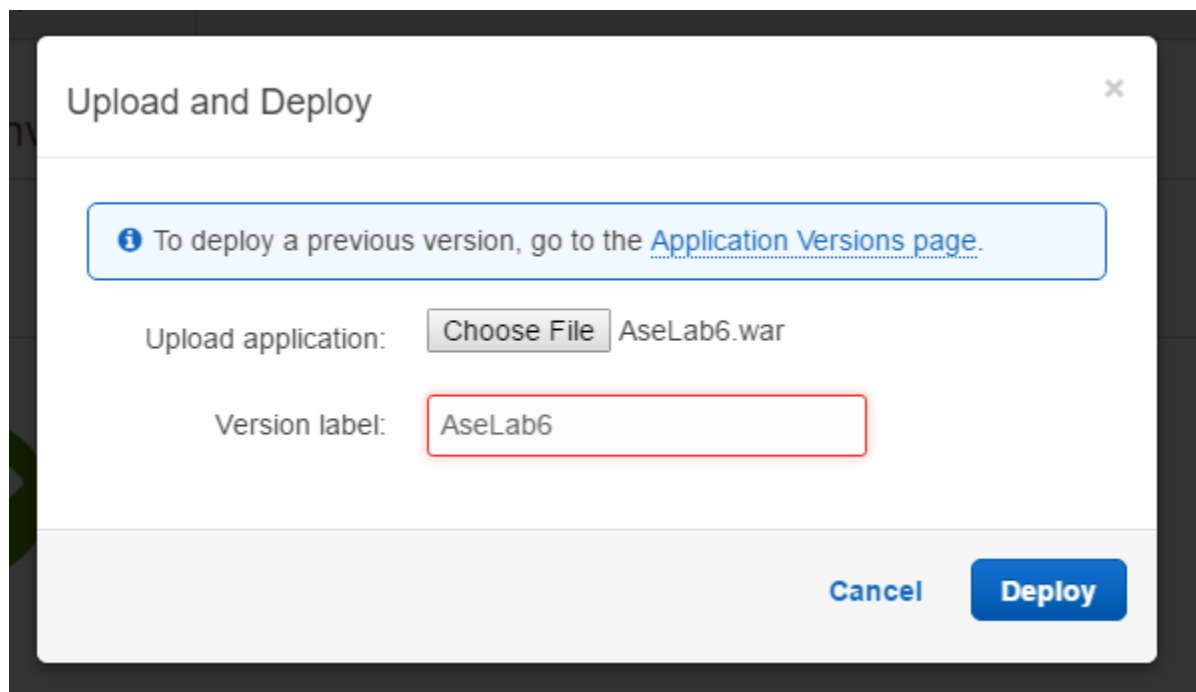 Upload and Deploy
×
To deploy a previous version, go to the Application Versions page.
Upload application: Choose File AseLab6.war
Version label: AseLab6
Cancel Deploy